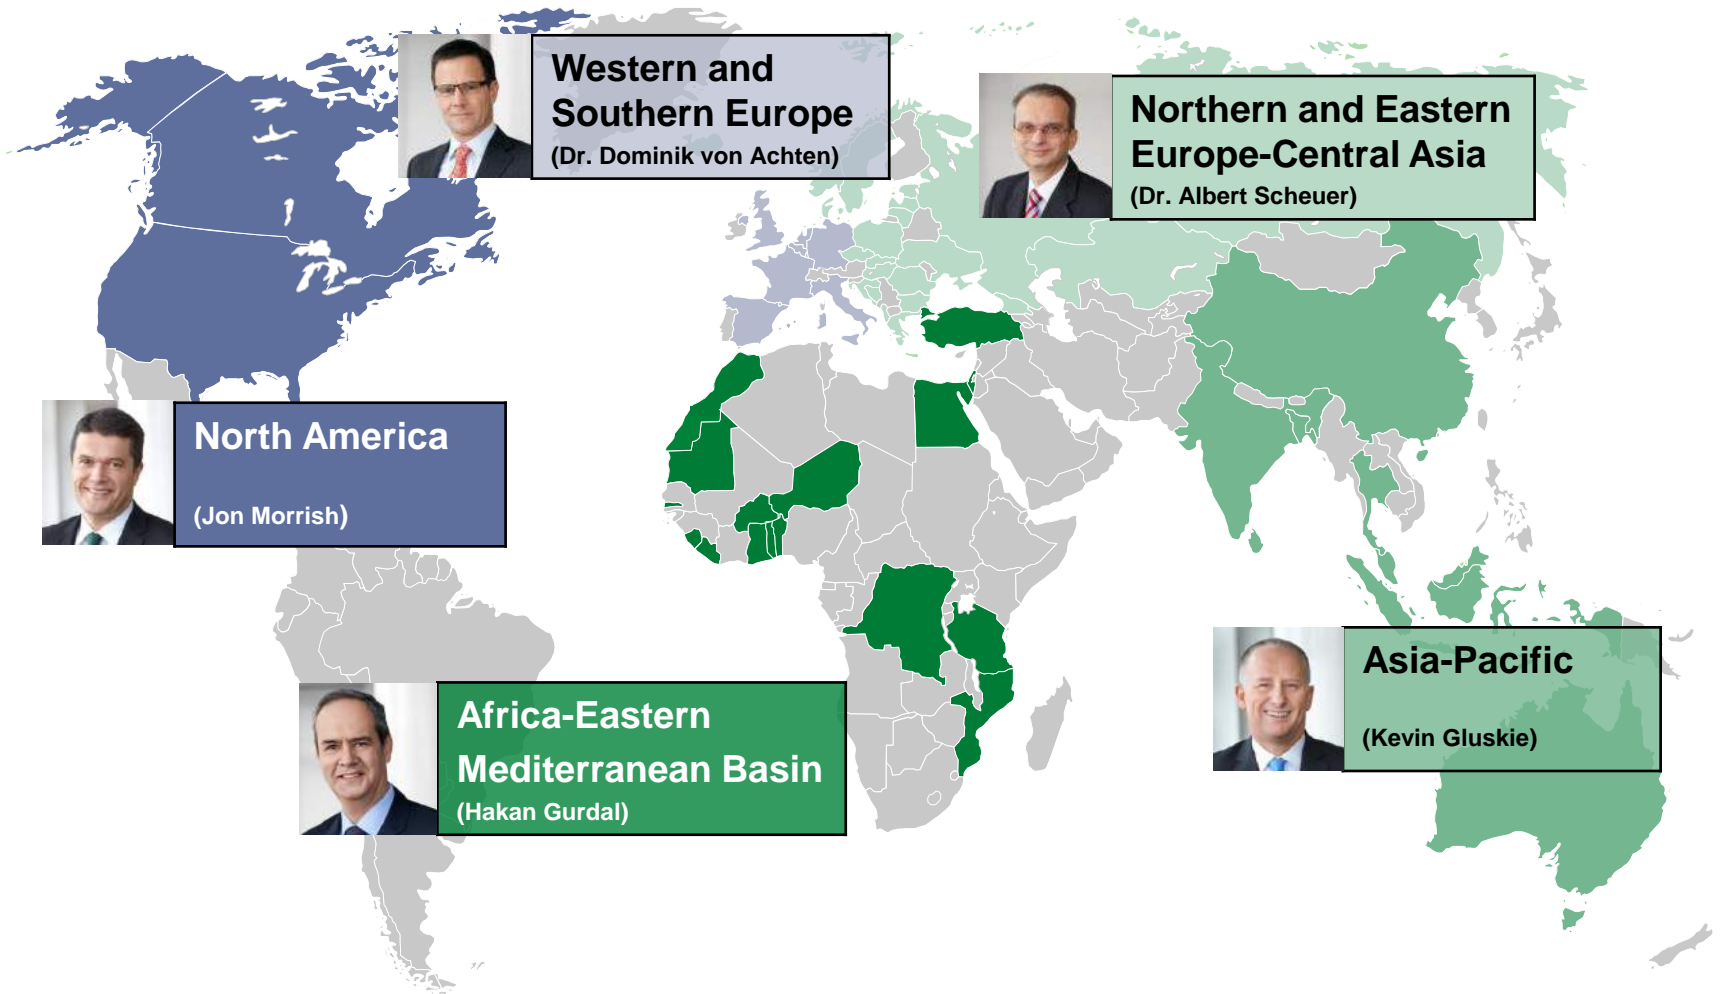 Western and
Southern Europe
(Dr. Dominik von Achten)
Northern and Eastern
Europe-Central Asia
(Dr. Albert Scheuer)
North America
(Jon Morrish)
Asia-Pacific
(Kevin Gluskie)
Africa-Eastern
Mediterranean Basin
(Hakan Gurdal)